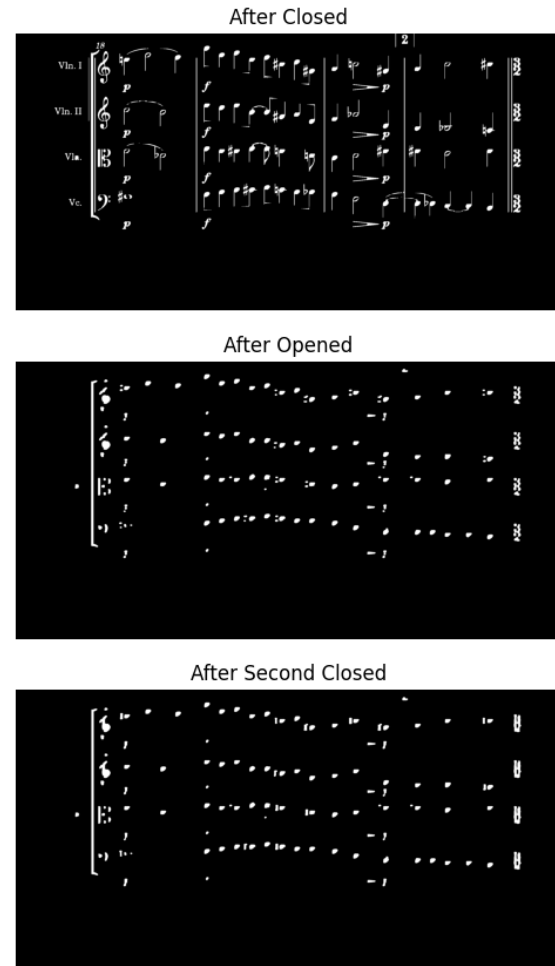 After Closed
18
2
Vln. I
p f p
Vln. II
p f p
Vla.
p f p
Vc.
p f p
After Opened
After Second Closed